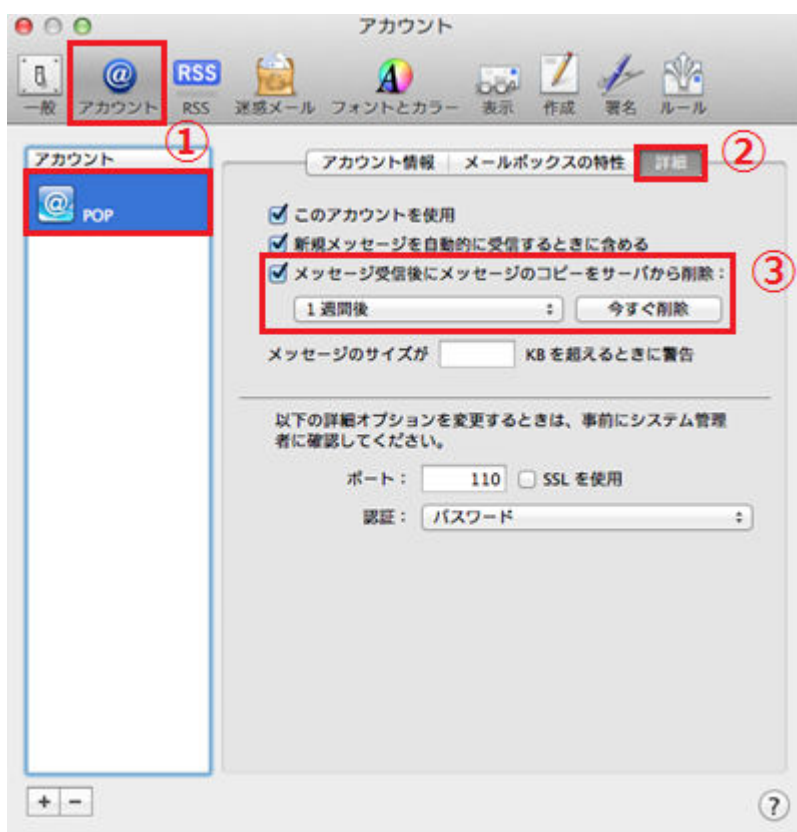 アカウント
一般 アカウント RSS 迷惑メール フォントとカラー 表示 作成 署名 ルール
RSS
①
アカウント
POP
アカウント情報 メールボックスの特性 詳細
②
このアカウントを使用
新規メッセージを自動的に受信するときに含める
メッセージ受信後にメッセージのコピーをサーバから削除：
③
1 週間後 今すぐ削除
メッセージのサイズが KB を超えるときに警告
以下の詳細オプションを変更するときは、事前にシステム管理
者に確認してください。
ポート： 110 SSL を使用
認証： パスワード
+ − ?